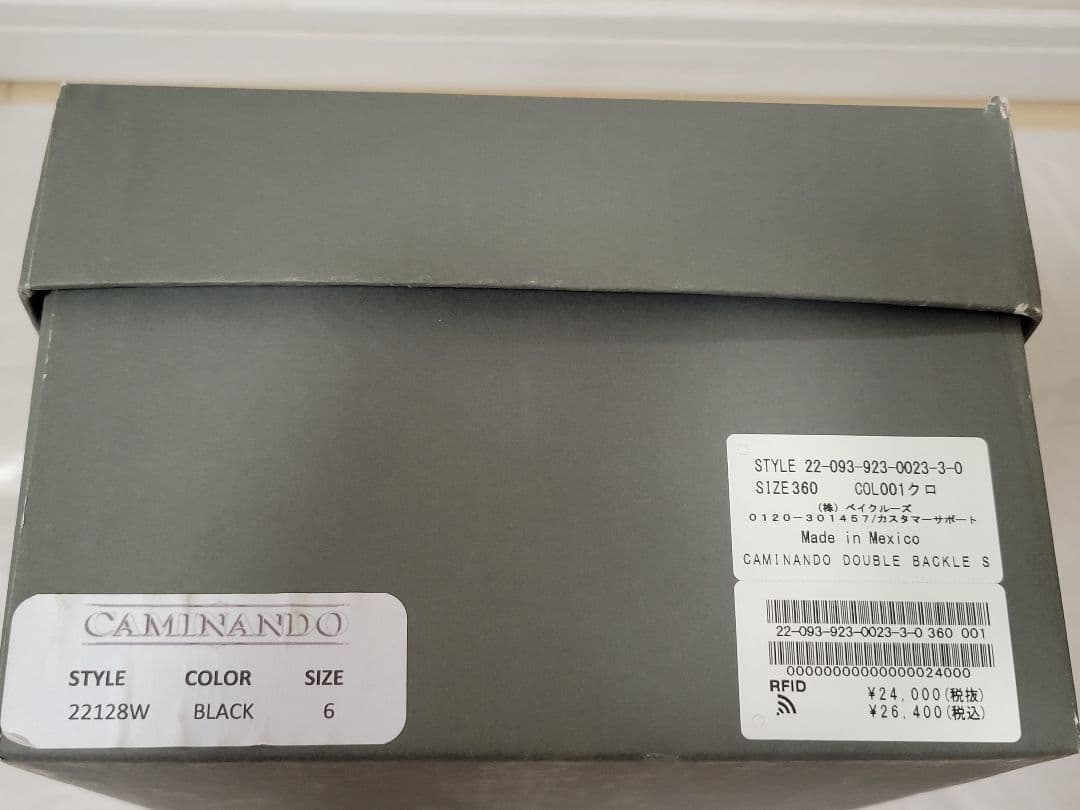 STYLE 22-093-923-0023-3-0
SIZE360 COL001クロ
(株) ベイクルーズ
0120-301457/カスタマーサポート
Made in Mexico
CAMINANDO DOUBLE BACKLE S
22-093-923-0023-3-0 360 001
00000000000000024000
RFID
¥24,000(税抜)
¥26,400(税込)
CAMINANDO
STYLE COLOR SIZE
22128W BLACK 6